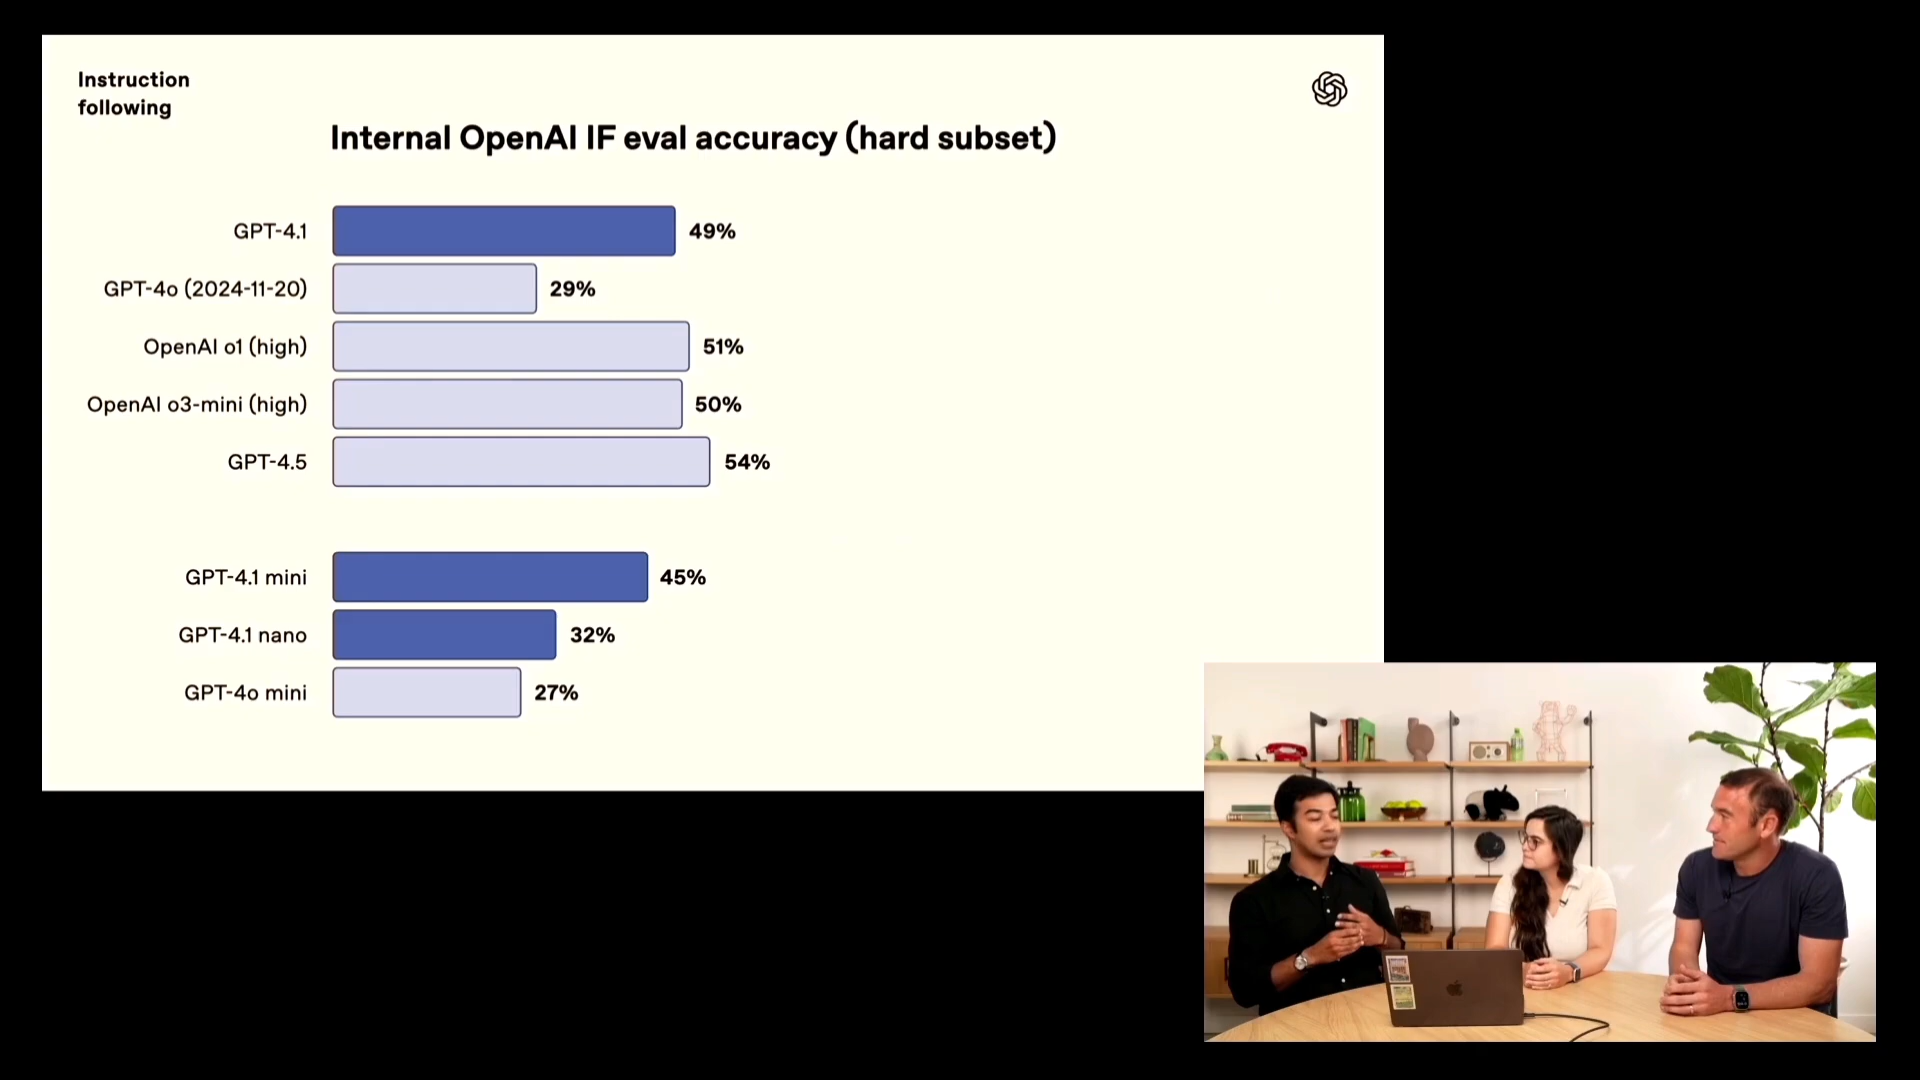 Instruction
following
Internal OpenAI IF eval accuracy (hard subset)
GPT-4.1 49%
GPT-4o (2024-11-20) 29%
OpenAI o1 (high) 51%
OpenAI o3-mini (high) 50%
GPT-4.5 54%
GPT-4.1 mini 45%
GPT-4.1 nano 32%
GPT-4o mini 27%